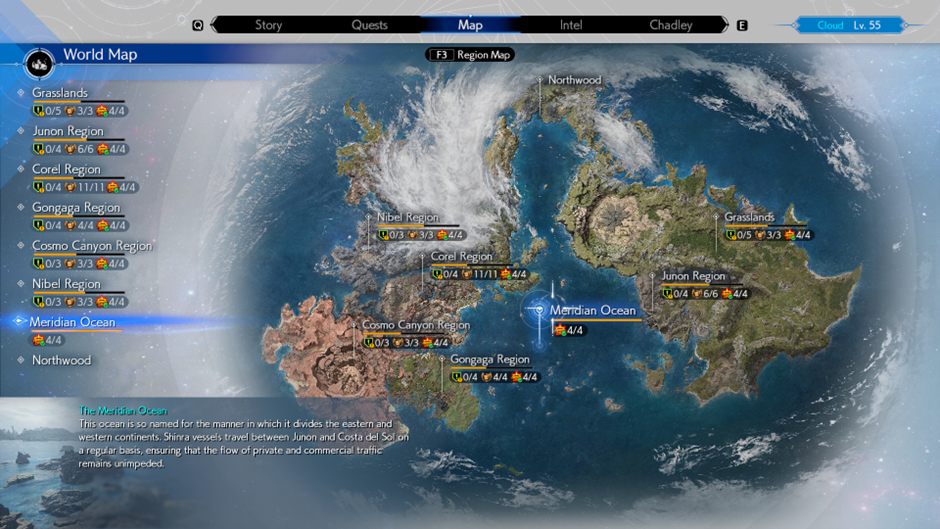 Q Story Quests Map Intel Chadley E
Cloud Lv. 55
World Map
F3 Region Map
Grasslands
0/5 3/3 4/4
Junon Region
0/4 6/6 4/4
Corel Region
0/4 11/11 4/4
Gongaga Region
0/4 4/4 4/4
Cosmo Canyon Region
0/3 3/3 4/4
Nibel Region
0/3 3/3 4/4
Meridian Ocean
4/4
Northwood
Northwood
Nibel Region
0/3 3/3 4/4
Grasslands
0/5 3/3 4/4
Corel Region
0/4 11/11 4/4
Junon Region
0/4 6/6 4/4
Meridian Ocean
4/4
Cosmo Canyon Region
0/3 3/3 4/4
Gongaga Region
0/4 4/4 4/4
The Meridian Ocean
This ocean is so named for the manner in which it divides the eastern and
western continents. Shinra vessels travel between Junon and Costa del Sol on
a regular basis, ensuring that the flow of private and commercial traffic
remains unimpeded.